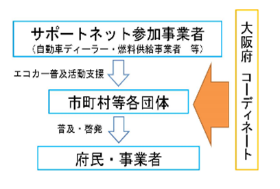 サポートネット参加事業者
（自動車ディーラー・燃料供給事業者　等）
エコカー普及活動支援
市町村等各団体
普及・啓発
府民・事業者
大阪府　コーディネート